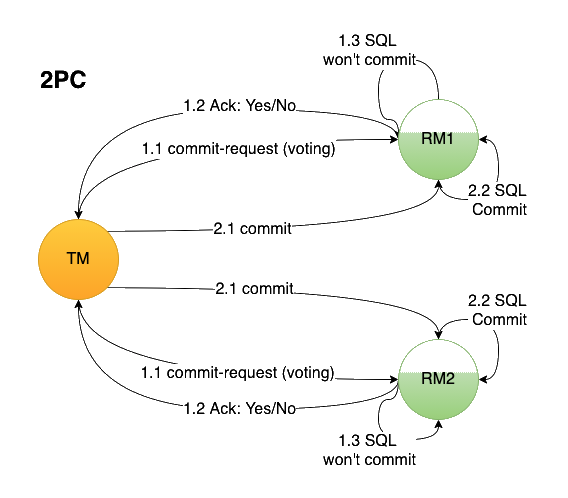 1.3 SQL
won't commit
2PC
1.2 Ack: Yes/No
1.1 commit-request (voting)
RM1
2.2 SQL
Commit
2.1 commit
TM
2.1 commit
2.2 SQL
Commit
1.1 commit-request (voting)
RM2
1.2 Ack: Yes/No
1.3 SQL
won't commit